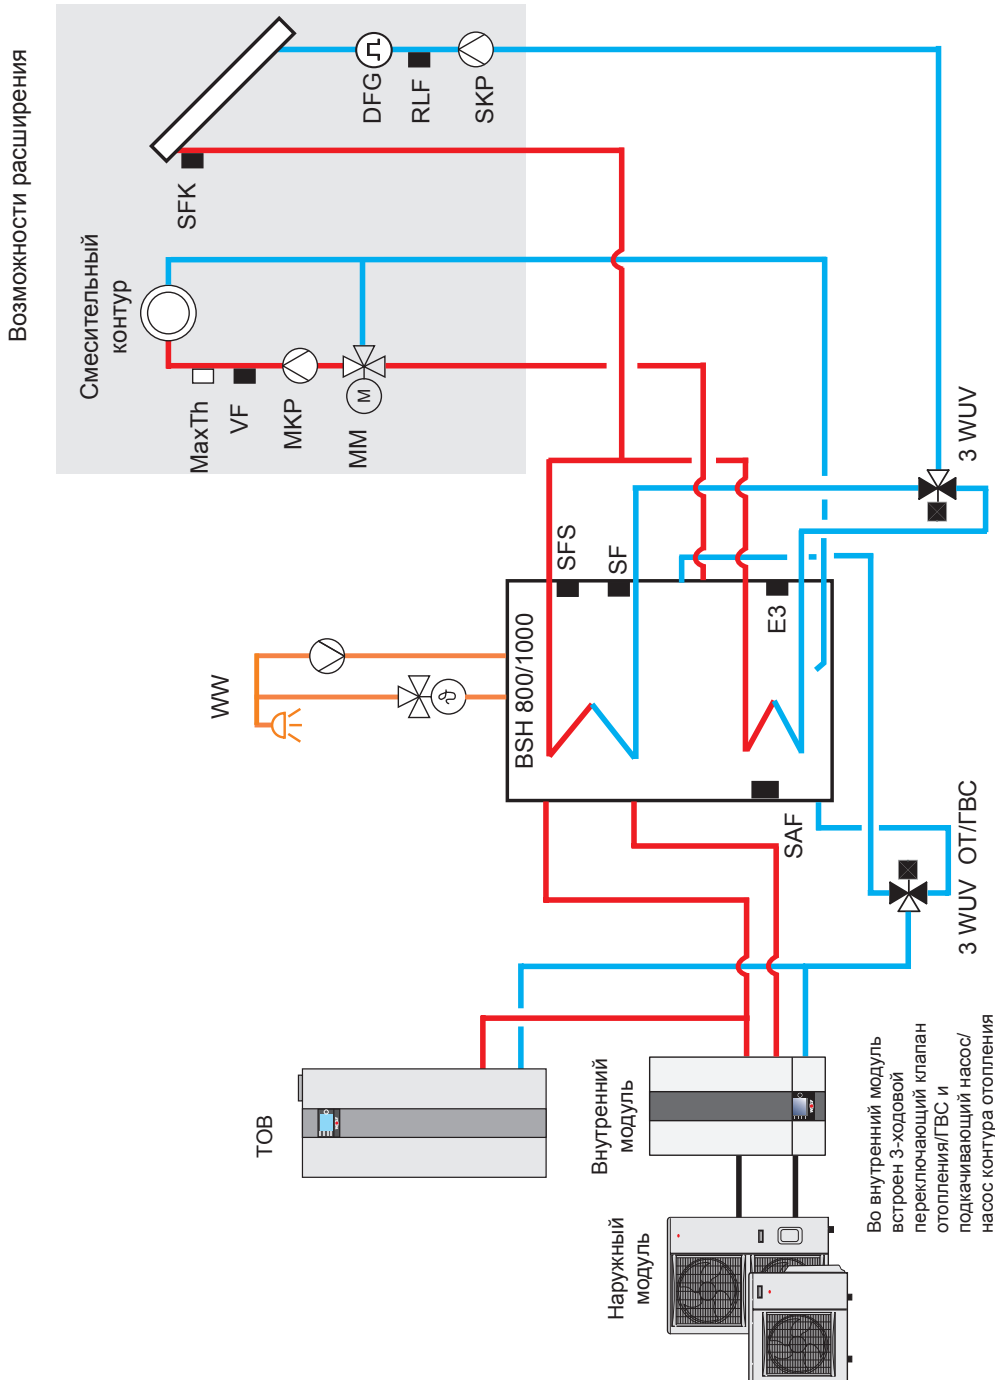 Возможности расширения
Смесительный
контур
SFK
DFG
RLF
SKP
MaxTh
VF
MKP
MM
M
3 WUV
WW
BSH 800/1000
SFS
SF
E3
SAF
3 WUV ОТ/ГВС
TOB
Внутренний
модуль
Наружный
модуль
Во внутренний модуль
встроен 3-ходовой
переключающий клапан
отопления/ГВС и
подкачивающий насос/
насос контура отопления